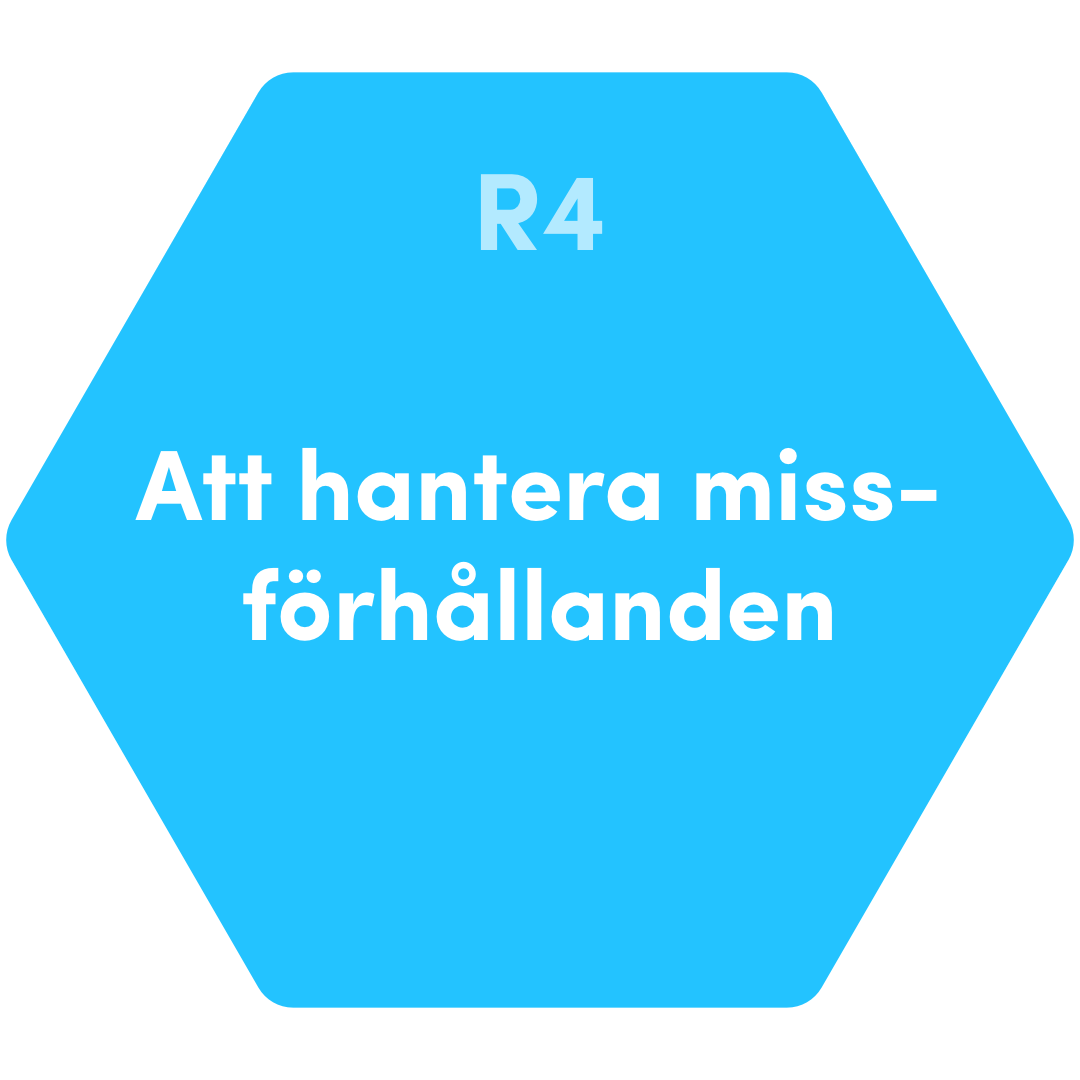 R4
Att hantera miss-
förhållanden